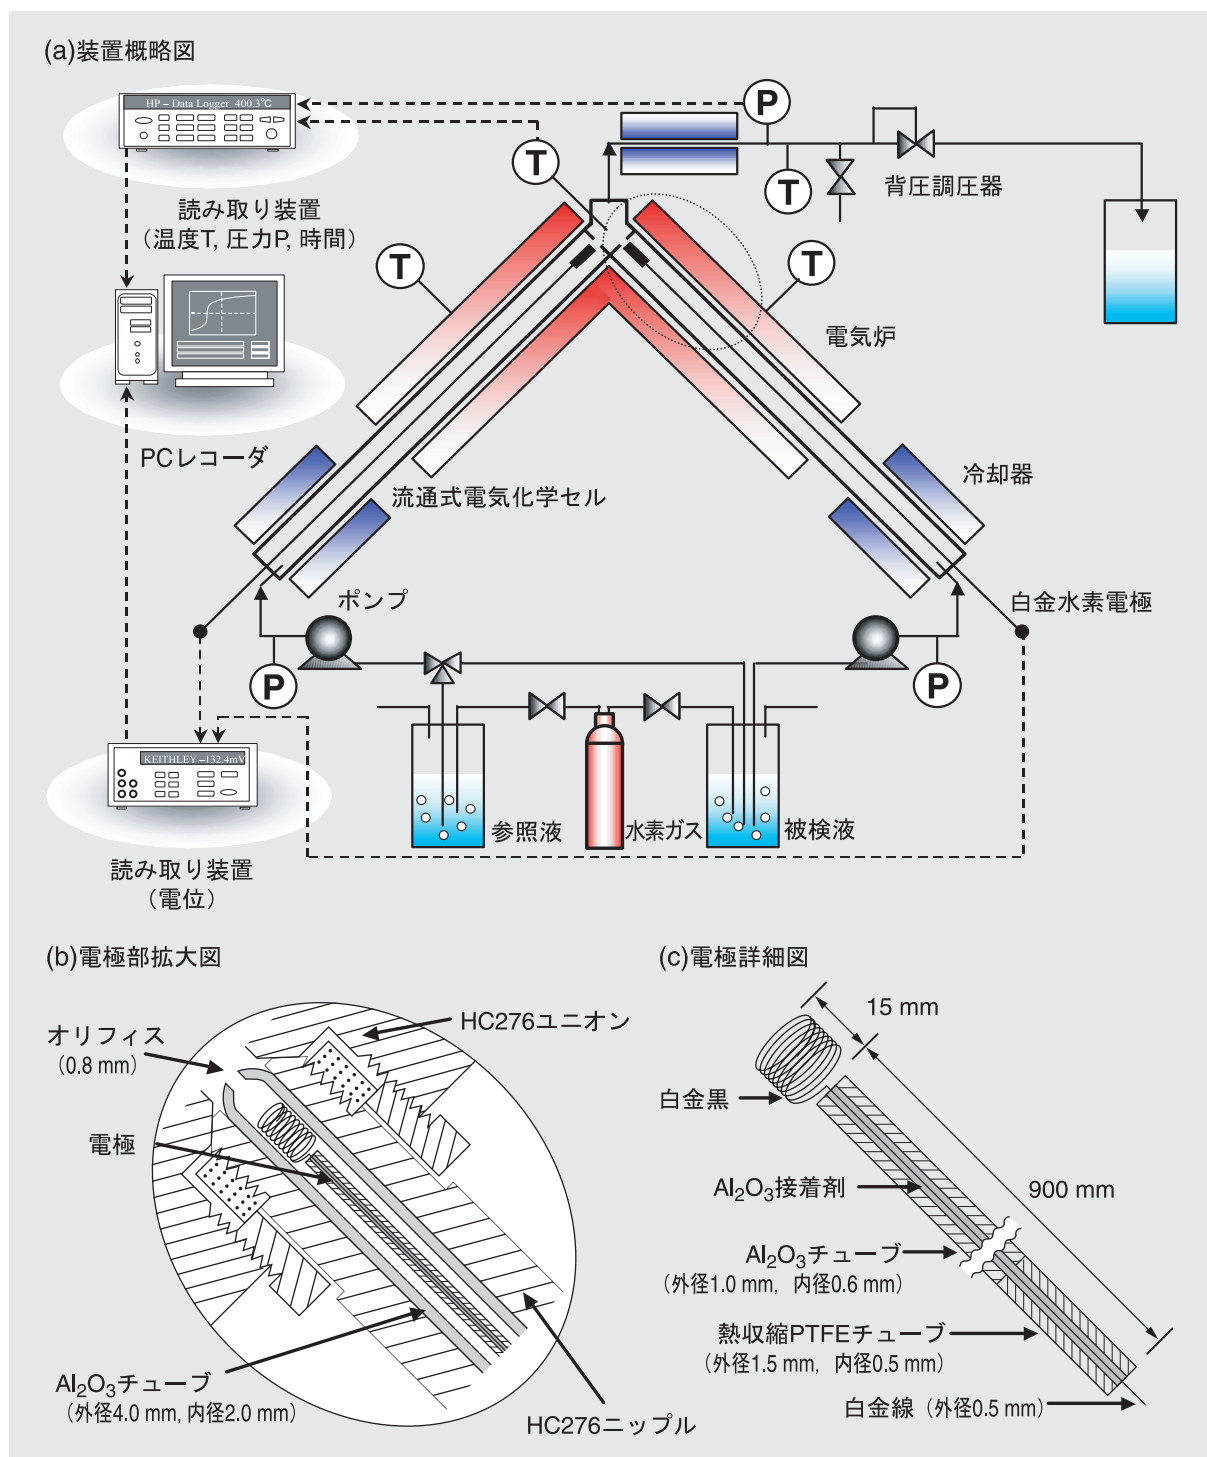 (a)装置概略図
HP－Data Logger 400.3℃
P
T
T
背圧調圧器
読み取り装置
（温度T, 圧力P, 時間）
T
T
電気炉
PCレコーダ
冷却器
流通式電気化学セル
ポンプ
白金水素電極
P
P
KEITHLEY－132.4mV
参照液
水素ガス
被検液
読み取り装置
（電位）
(b)電極部拡大図
オリフィス
(0.8 mm)
HC276ユニオン
電極
Al₂O₃チューブ
(外径4.0 mm, 内径2.0 mm)
HC276ニップル
(c)電極詳細図
15 mm
白金黒
900 mm
Al₂O₃接着剤
Al₂O₃チューブ
(外径1.0 mm, 内径0.6 mm)
熱収縮PTFEチューブ
(外径1.5 mm, 内径0.5 mm)
白金線（外径0.5 mm）